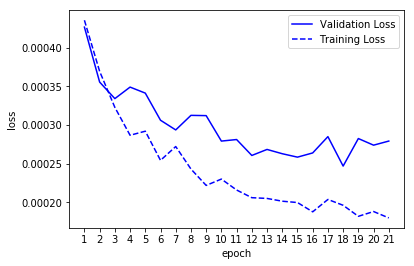 Validation Loss
Training Loss
0.00040
0.00035
0.00030
0.00025
0.00020
loss
1 2 3 4 5 6 7 8 9 10 11 12 13 14 15 16 17 18 19 20 21
epoch